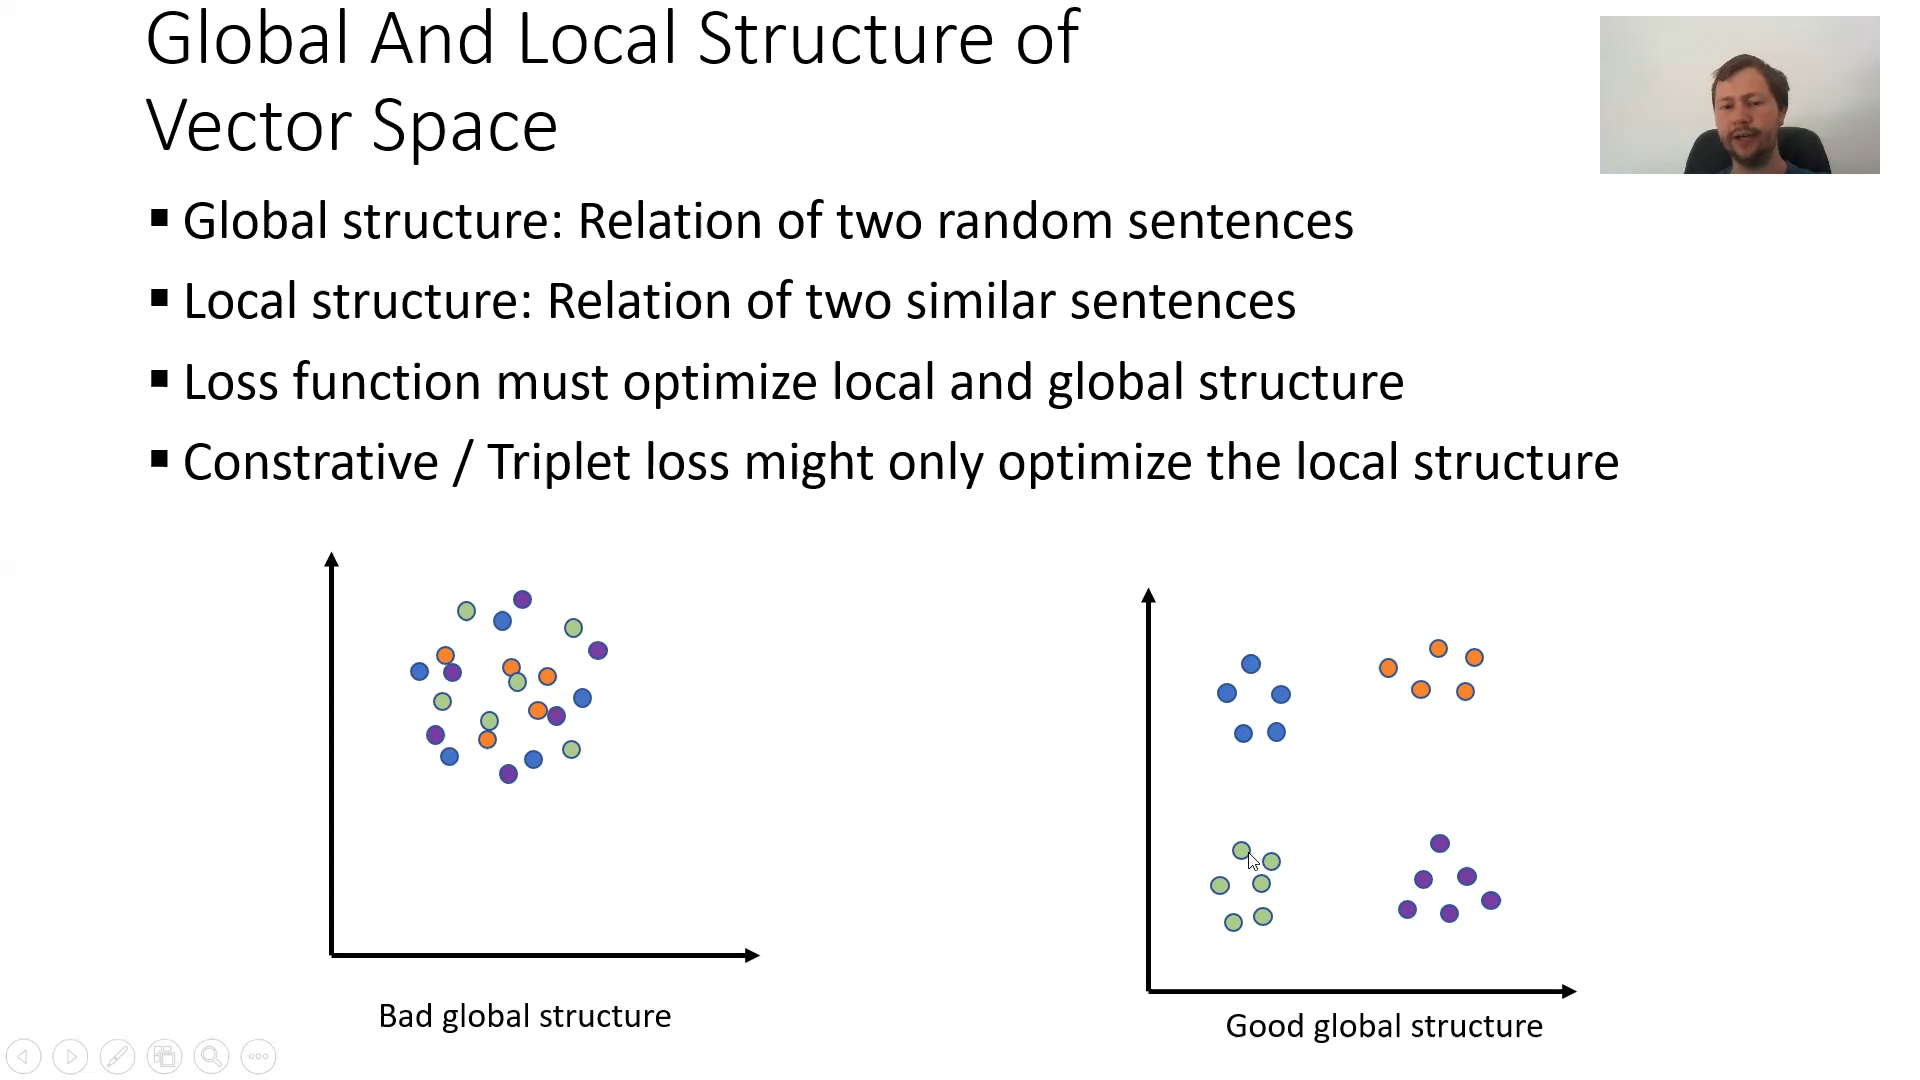 Global And Local Structure of
Vector Space
Global structure: Relation of two random sentences
Local structure: Relation of two similar sentences
Loss function must optimize local and global structure
Constrative / Triplet loss might only optimize the local structure
Bad global structure
Good global structure